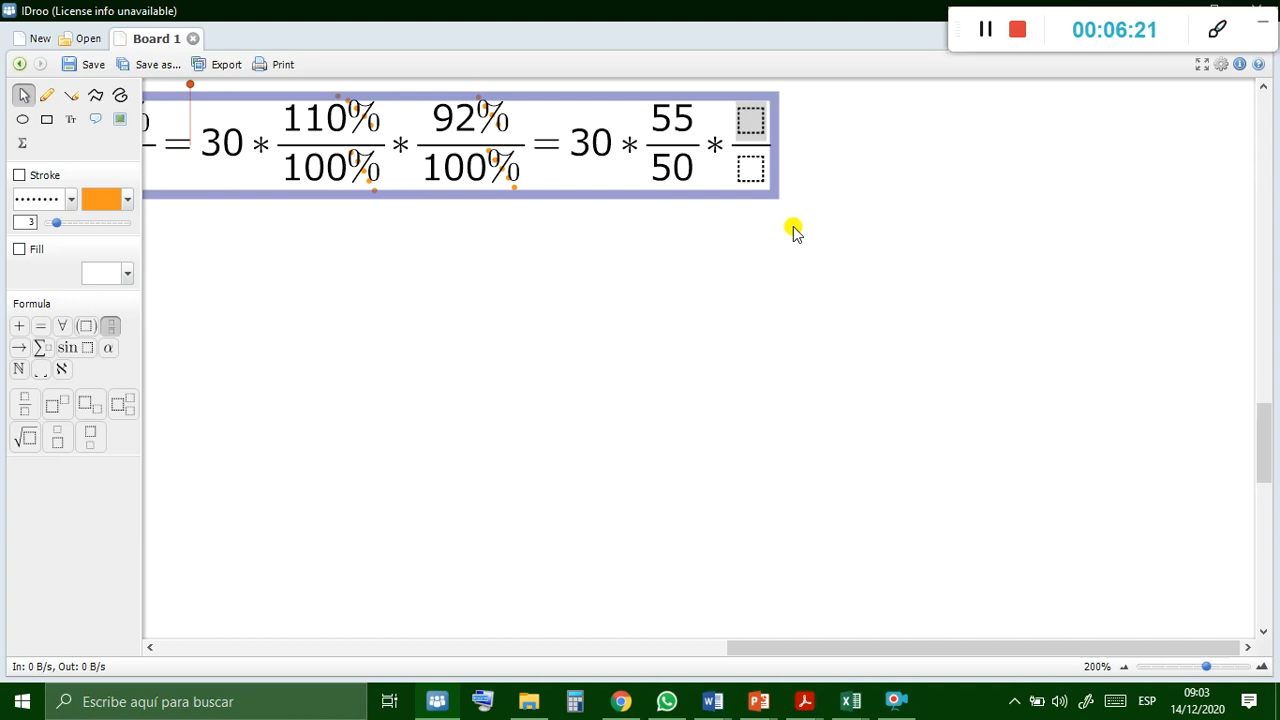 IDroo (License info unavailable)
New Open Board 1
00:06:21
Save Save as... Export Print
Tr
Σ
Stroke
3
Fill
Formula
+ = ∀ (□)
→ ∑ sin □ α
ℕ ℵ
= 30 * 110%/100% * 92%/100% = 30 * 55/50 *
In: 0 B/s, Out: 0 B/s
200%
Escribe aquí para buscar
ESP
09:03
14/12/2020